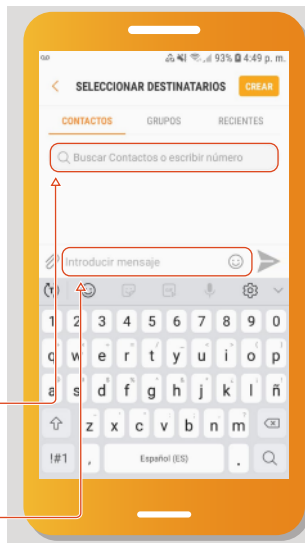 93% 4:49 p. m.
SELECCIONAR DESTINATARIOS CREAR
CONTACTOS GRUPOS RECIENTES
Buscar Contactos o escribir número
Introducir mensaje
1 2 3 4 5 6 7 8 9 0
q w e r t y u i o p
a s d f g h j k l ñ
z x c v b n m
!#1 , Español (ES) .